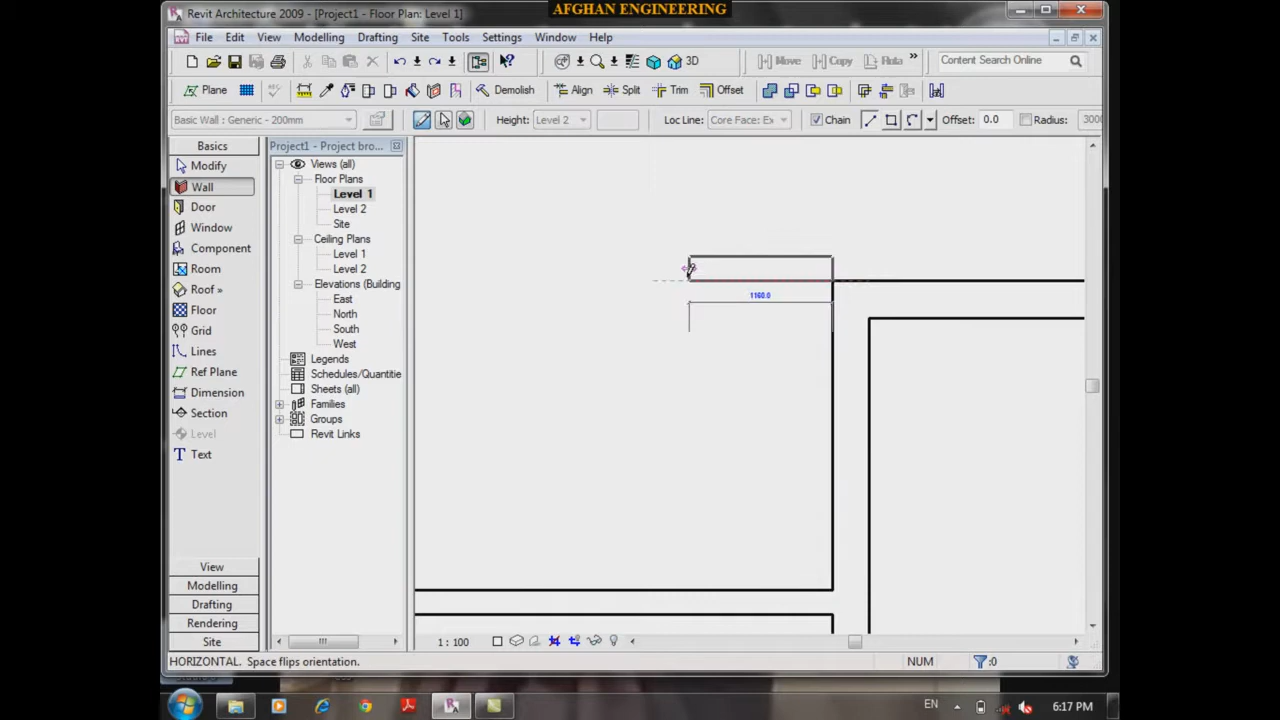 AFGHAN ENGINEERING
Revit Architecture 2009 - [Project1 - Floor Plan: Level 1]
File Edit View Modelling Drafting Site Tools Settings Window Help
3D Move Copy Rota » Content Search Online
Plane Demolish Align Split Trim Offset
Basic Wall : Generic - 200mm Height: Level 2 Loc Line: Core Face: Ex Chain Offset: 0.0 Radius: 3000
Basics
Modify
Wall
Door
Window
Component
Room
Roof »
Floor
Grid
Lines
Ref Plane
Dimension
Section
Level
Text
View
Modelling
Drafting
Rendering
Site
Project1 - Project bro...
Views (all)
Floor Plans
Level 1
Level 2
Site
Ceiling Plans
Level 1
Level 2
Elevations (Building
East
North
South
West
Legends
Schedules/Quantitie
Sheets (all)
Families
Groups
Revit Links
1160.0
1 : 100
HORIZONTAL. Space flips orientation.
NUM :0
EN 6:17 PM